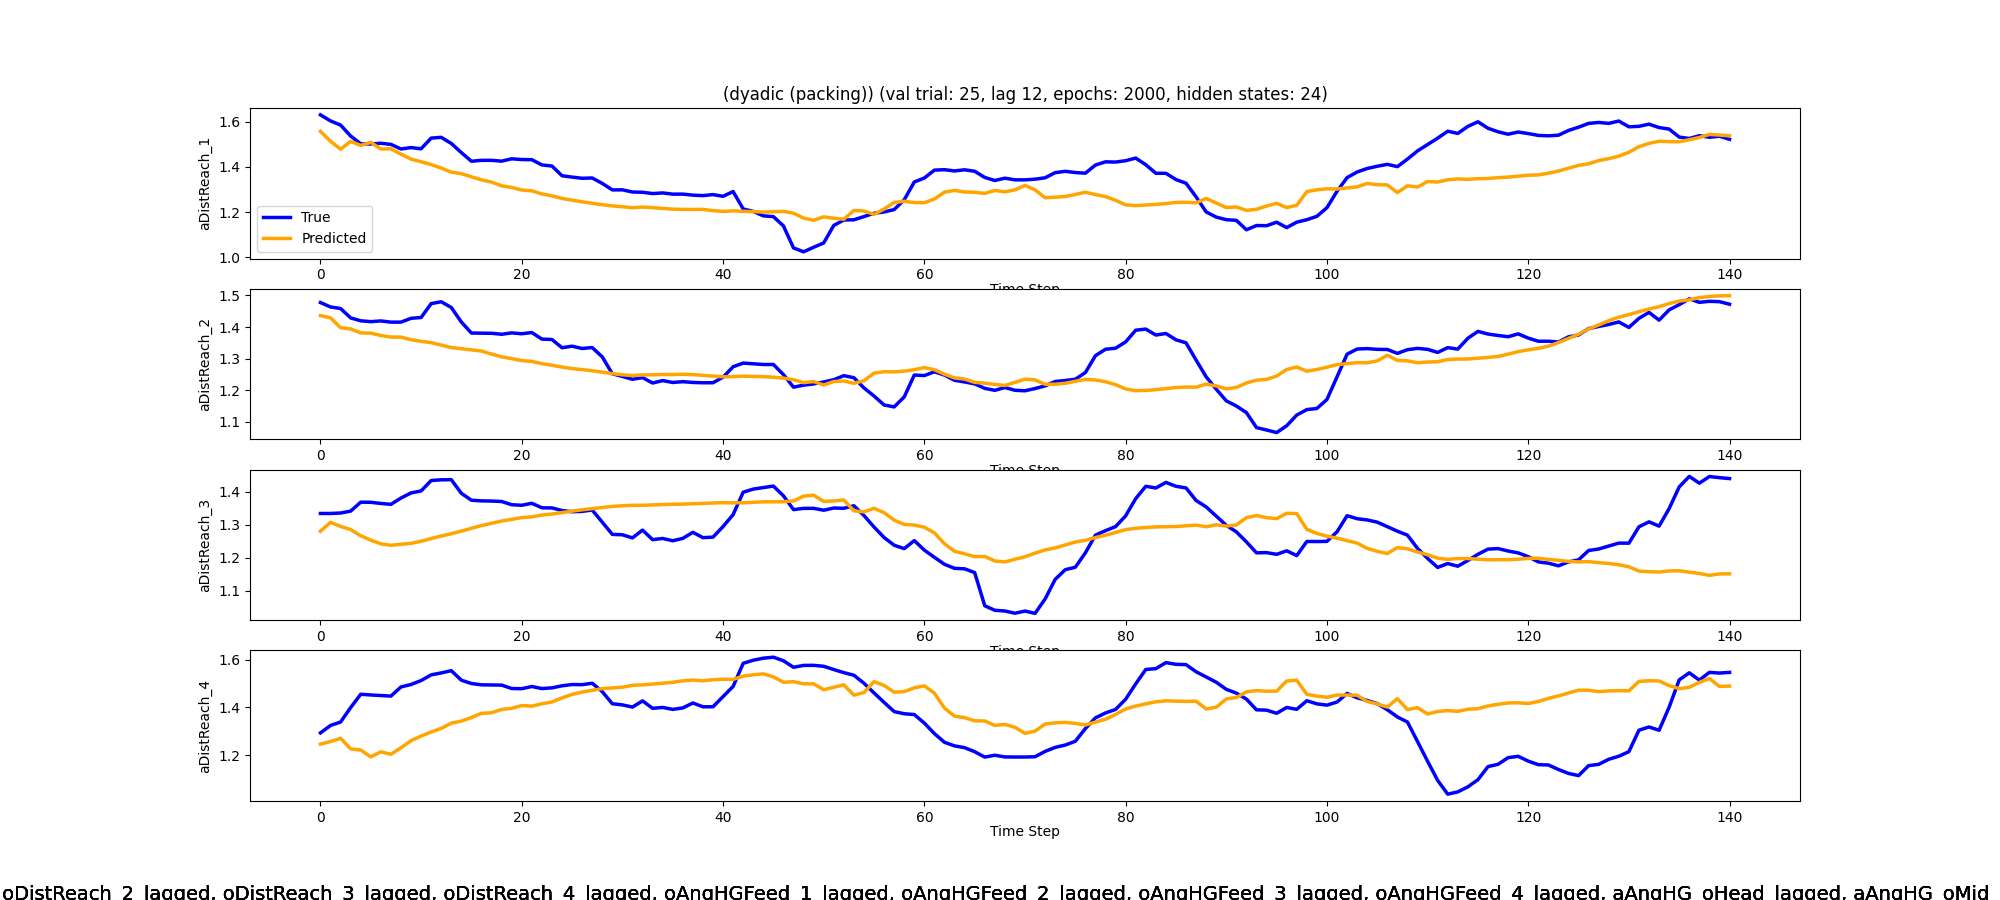 (dyadic (packing)) (val trial: 25, lag 12, epochs: 2000, hidden states: 24)
1.6
1.4
1.2
1.0
aDistReach_1
True
Predicted
0 20 40 60 80 100 120 140
Time Step
1.5
1.4
1.3
1.2
1.1
aDistReach_2
0 20 40 60 80 100 120 140
Time Step
1.4
1.3
1.2
1.1
aDistReach_3
0 20 40 60 80 100 120 140
Time Step
1.6
1.4
1.2
aDistReach_4
0 20 40 60 80 100 120 140
Time Step
oDistReach_2_lagged, oDistReach_3_lagged, oDistReach_4_lagged, oAngHGFeed_1_lagged, oAngHGFeed_2_lagged, oAngHGFeed_3_lagged, oAngHGFeed_4_lagged, aAngHG_oHead_lagged, aAngHG_oMid